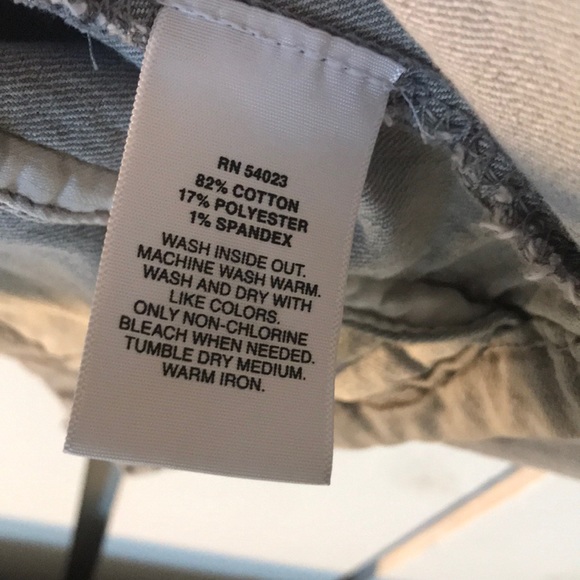 RN 54023
82% COTTON
17% POLYESTER
1% SPANDEX
WASH INSIDE OUT.
MACHINE WASH WARM.
WASH AND DRY WITH
LIKE COLORS.
ONLY NON-CHLORINE
BLEACH WHEN NEEDED.
TUMBLE DRY MEDIUM.
WARM IRON.